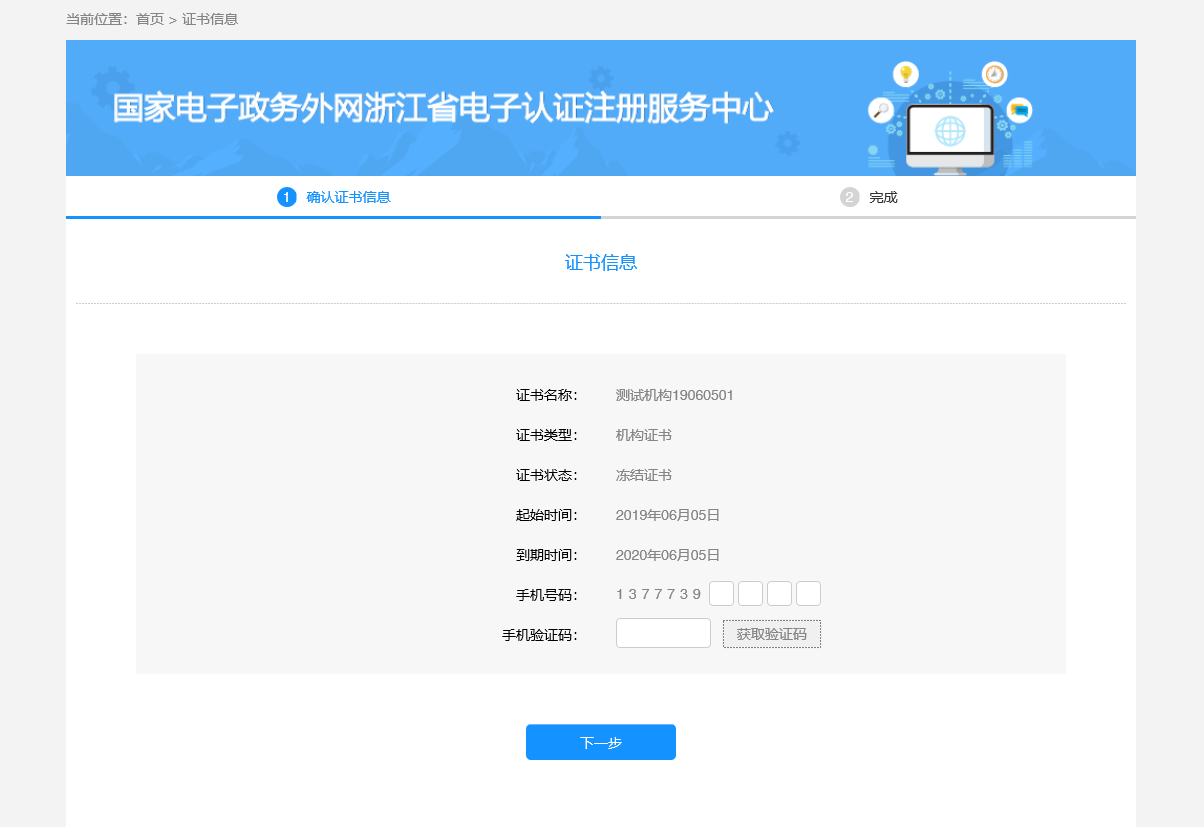 当前位置：首页 > 证书信息
国家电子政务外网浙江省电子认证注册服务中心
1 确认证书信息
2 完成
证书信息
证书名称： 测试机构19060501
证书类型： 机构证书
证书状态： 冻结证书
起始时间： 2019年06月05日
到期时间： 2020年06月05日
手机号码： 1 3 7 7 7 3 9
手机验证码： 获取验证码
下一步